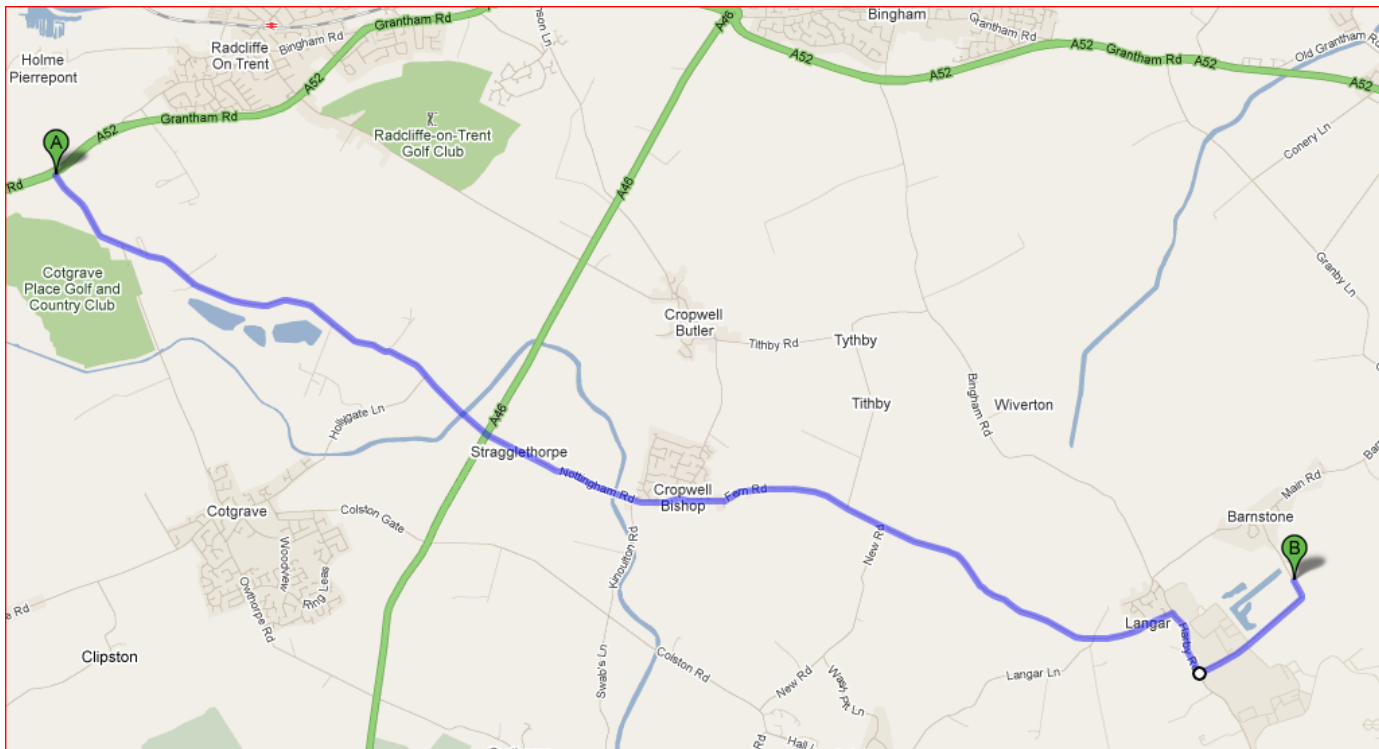 Bingham
Grantham Rd
A46
Grantham Rd
Bingham Rd
Radcliffe
On Trent
Holme
Pierrepont
A52
Grantham Rd
A52
A52
A52
Grantham Rd
A52
A52
Old Grantham Rd
Conery Ln
Radcliffe-on-Trent
Golf Club
A
Rd
A46
Granby Ln
Cotgrave
Place Golf and
Country Club
Cropwell
Butler
Tithby Rd
Tythby
Tithby
Bingham Rd
Wiverton
Hollygate Ln
A46
Stragglethorpe
Nottingham Rd
Cropwell
Bishop
Fern Rd
Main Rd
Barnstone
B
Cotgrave
Colston Gate
Woodview
Ring Leas
Owthorpe Rd
Kinoulton Rd
New Rd
Langar
Harby Rd
Clipston
Swab's Ln
Colston Rd
New Rd
Wash Pit Ln
Langar Ln
Rd